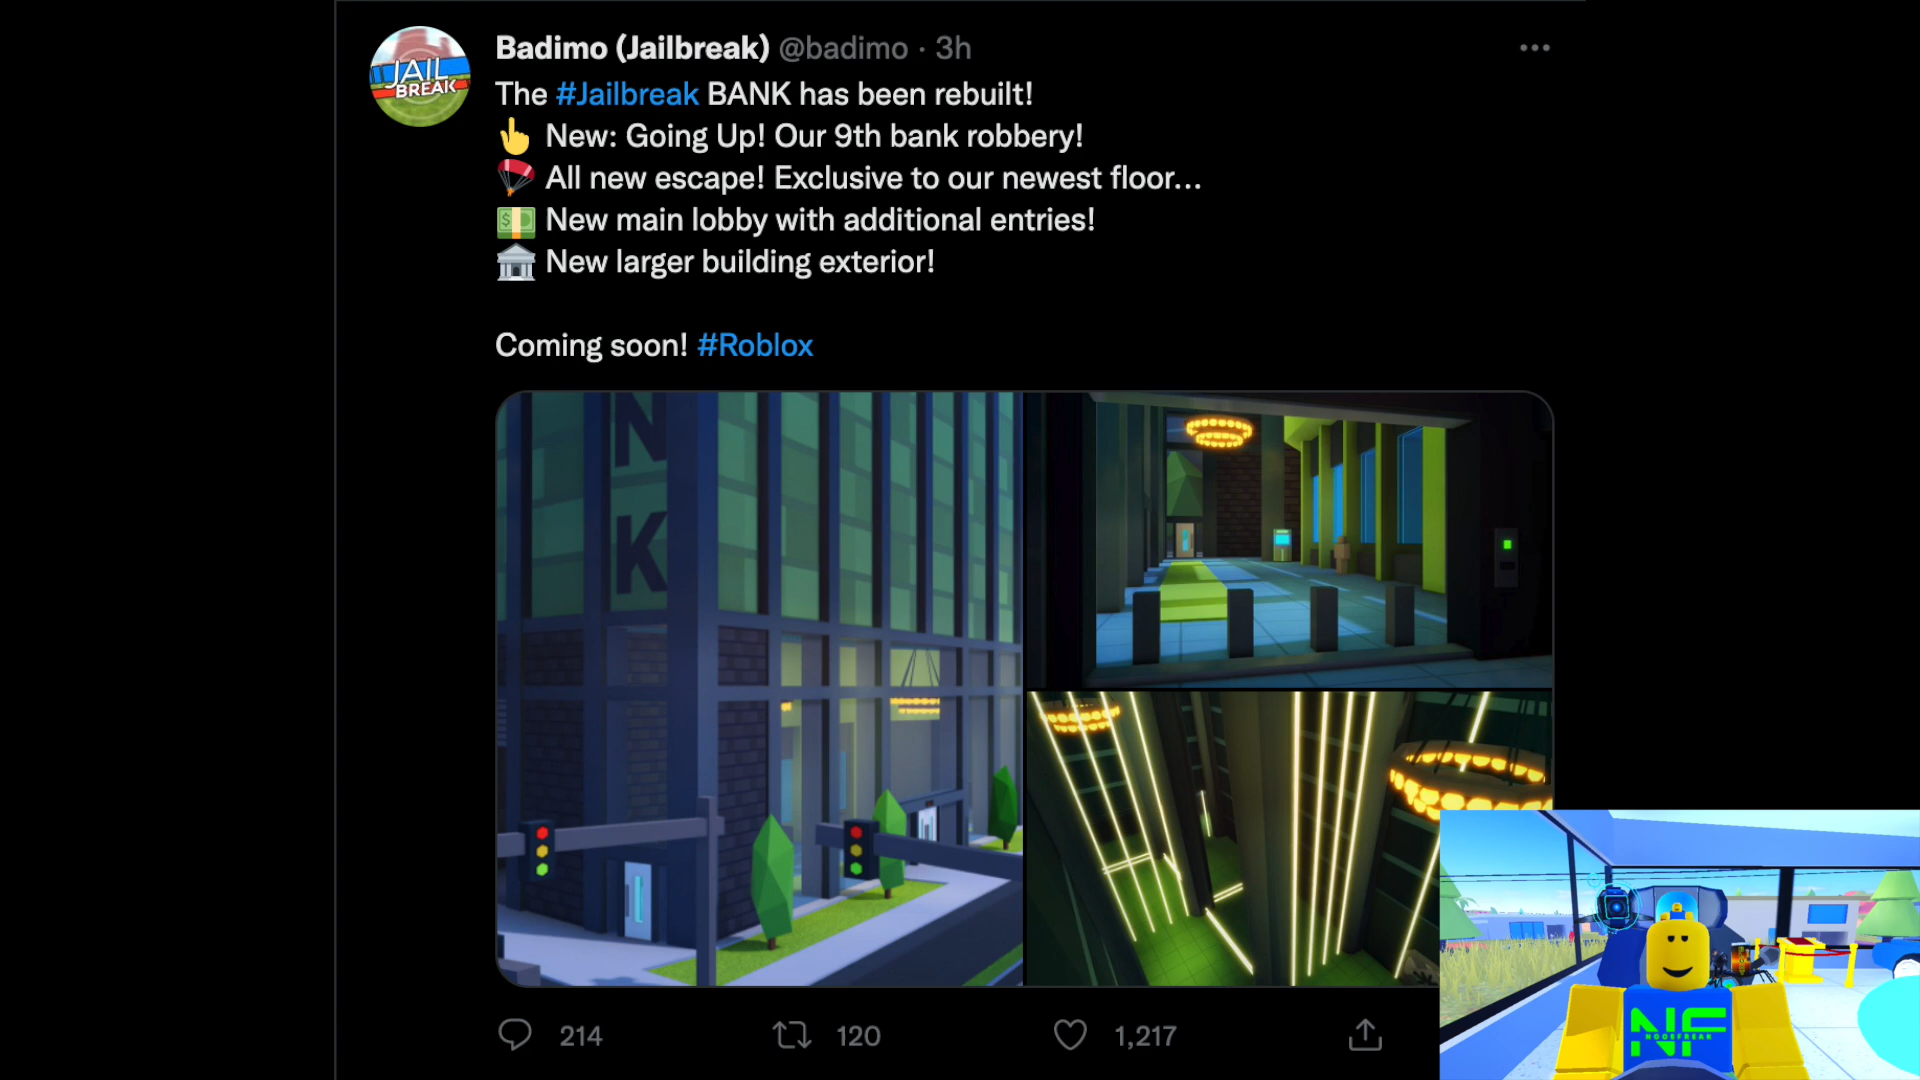 JAIL
BREAK
Badimo (Jailbreak) @badimo · 3h
The #Jailbreak BANK has been rebuilt!
👆 New: Going Up! Our 9th bank robbery!
🪂 All new escape! Exclusive to our newest floor...
💵 New main lobby with additional entries!
🏛️ New larger building exterior!
Coming soon! #Roblox
N
K
214
120
1,217
NF
NOOBFREAK